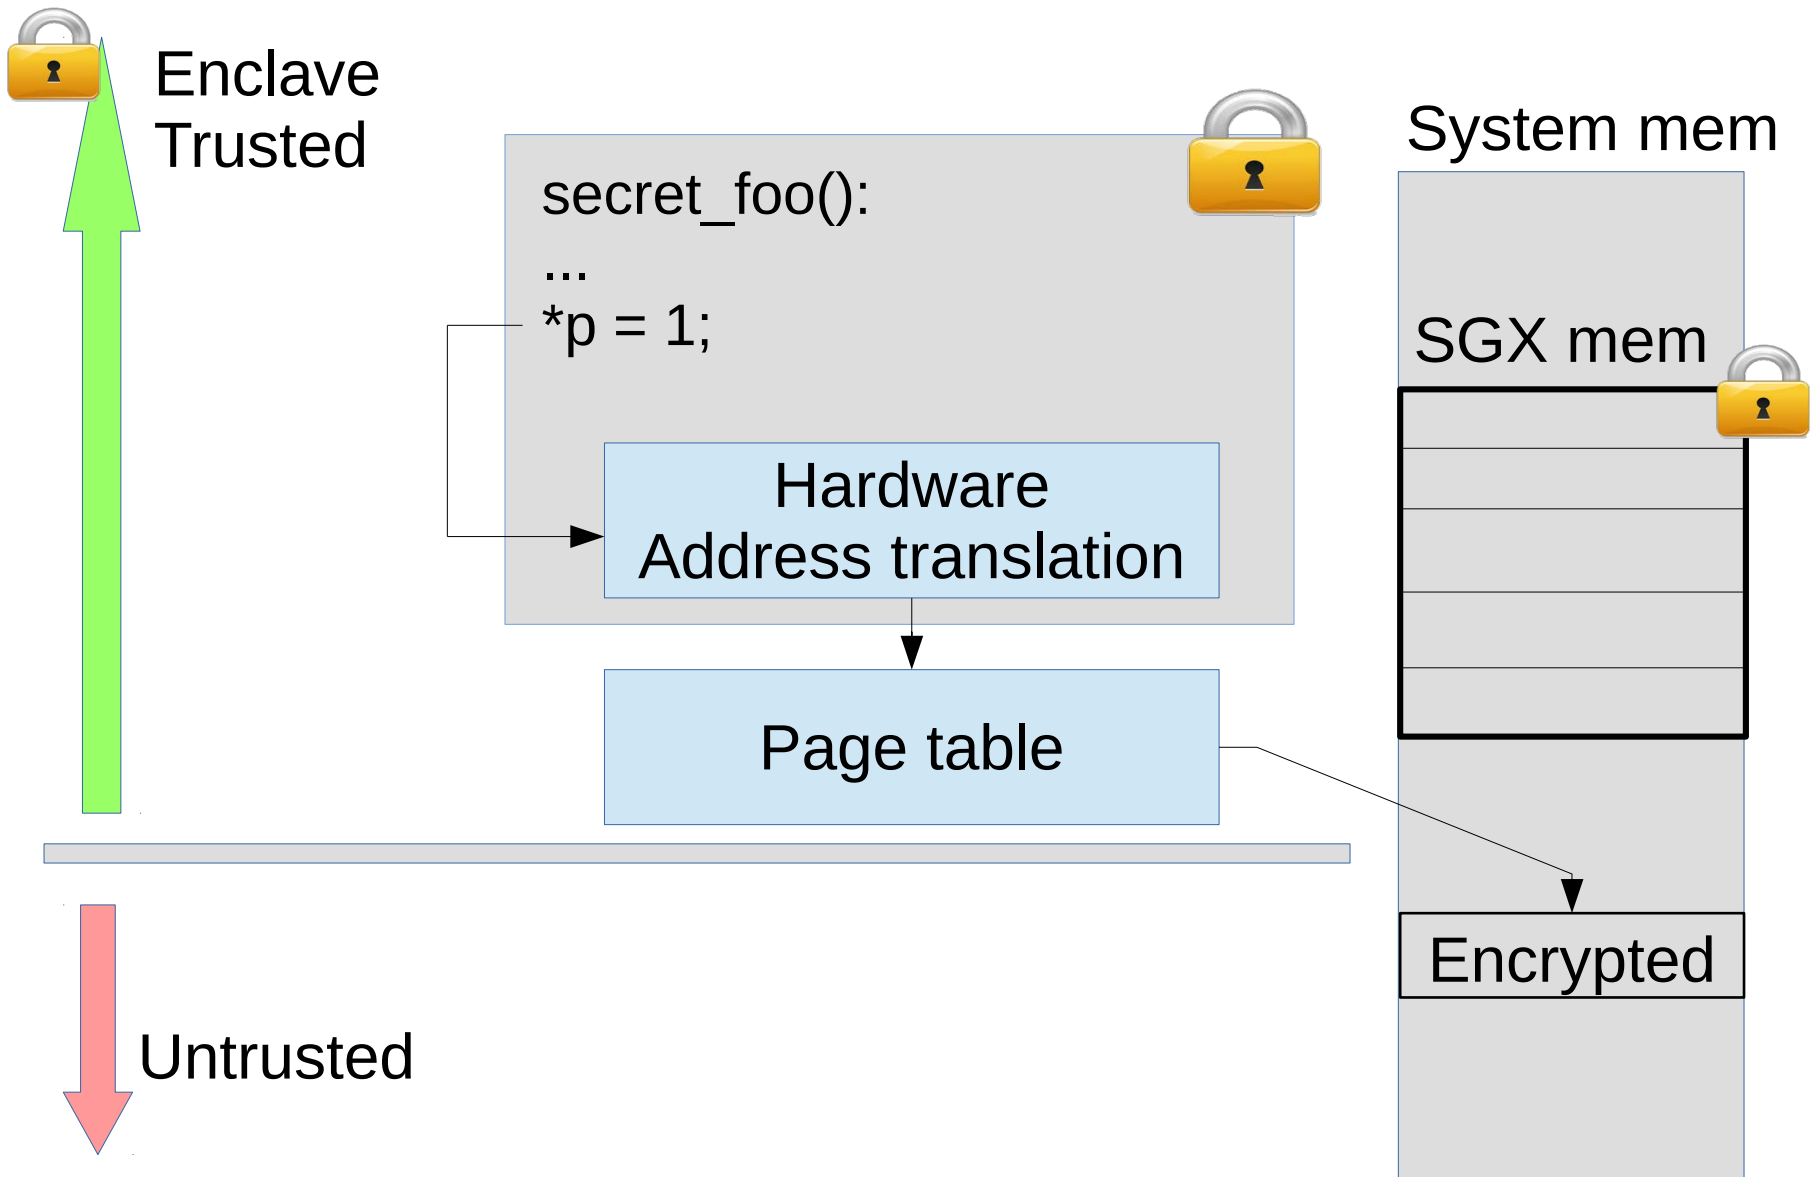 Enclave
Trusted
secret_foo():
...
*p = 1;
Hardware
Address translation
Page table
System mem
SGX mem
Encrypted
Untrusted